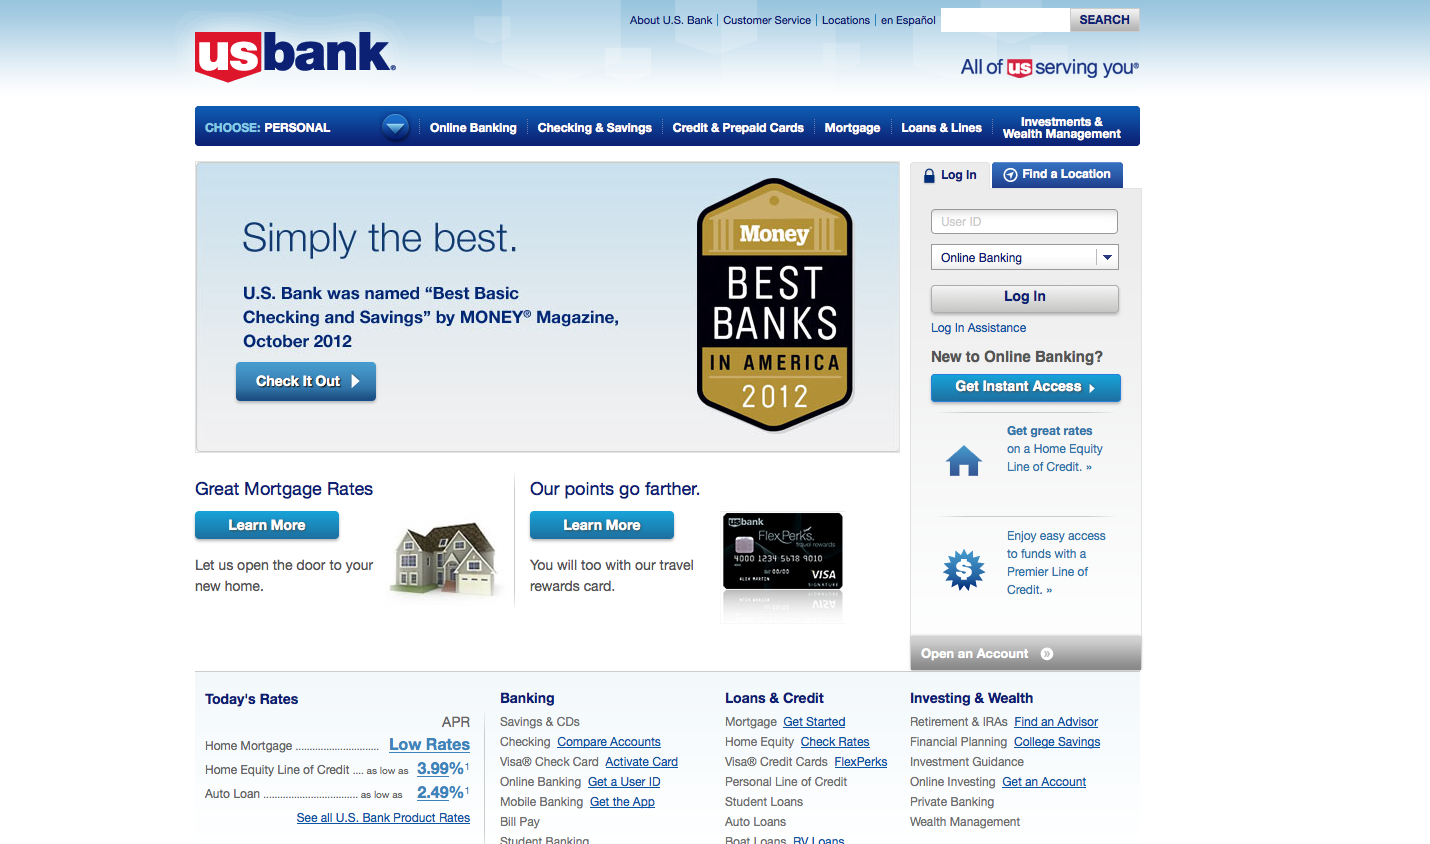 About U.S. Bank
Customer Service
Locations
en Español
SEARCH
usbank®
All of us serving you®
CHOOSE: PERSONAL
Online Banking
Checking & Savings
Credit & Prepaid Cards
Mortgage
Loans & Lines
Investments &
Wealth Management
Simply the best.
U.S. Bank was named “Best Basic
Checking and Savings” by MONEY® Magazine,
October 2012
Check It Out
Money
BEST
BANKS
IN AMERICA
2012
Log In
Find a Location
User ID
Online Banking
Log In
Log In Assistance
New to Online Banking?
Get Instant Access
Get great rates
on a Home Equity
Line of Credit. »
Enjoy easy access
to funds with a
Premier Line of
Credit. »
Open an Account »
Great Mortgage Rates
Learn More
Let us open the door to your
new home.
Our points go farther.
Learn More
You will too with our travel
rewards card.
usbank
FlexPerks.
travel rewards
4000 1234 5678 9010
00/00
ALEX MARTIN
VISA
SIGNATURE
Today's Rates
APR
Home Mortgage .............................. Low Rates
Home Equity Line of Credit .... as low as 3.99%¹
Auto Loan .................................. as low as 2.49%¹
See all U.S. Bank Product Rates
Banking
Savings & CDs
Checking Compare Accounts
Visa® Check Card Activate Card
Online Banking Get a User ID
Mobile Banking Get the App
Bill Pay
Student Banking
Loans & Credit
Mortgage Get Started
Home Equity Check Rates
Visa® Credit Cards FlexPerks
Personal Line of Credit
Student Loans
Auto Loans
Boat Loans RV Loans
Investing & Wealth
Retirement & IRAs Find an Advisor
Financial Planning College Savings
Investment Guidance
Online Investing Get an Account
Private Banking
Wealth Management